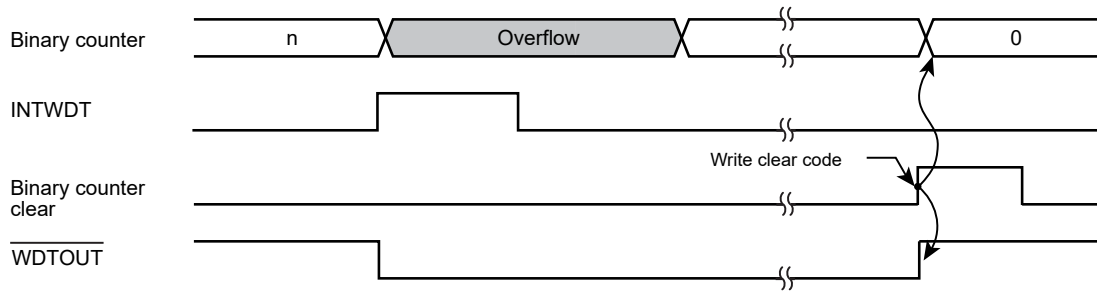 Binary counter
n
Overflow
0
INTWDT
Write clear code
Binary counter
clear
WDTOUT